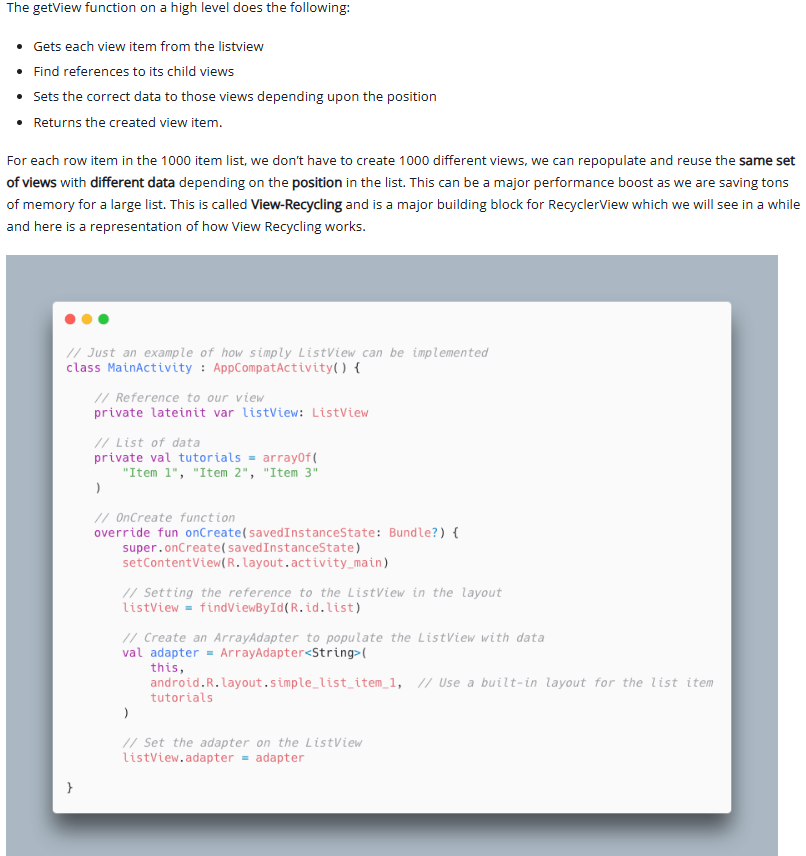 The getView function on a high level does the following:
• Gets each view item from the listview
• Find references to its child views
• Sets the correct data to those views depending upon the position
• Returns the created view item.
For each row item in the 1000 item list, we don't have to create 1000 different views, we can repopulate and reuse the same set
of views with different data depending on the position in the list. This can be a major performance boost as we are saving tons
of memory for a large list. This is called View-Recycling and is a major building block for RecyclerView which we will see in a while
and here is a representation of how View Recycling works.
// Just an example of how simply ListView can be implemented
class MainActivity : AppCompatActivity() {
// Reference to our view
private lateinit var listView: ListView
// List of data
private val tutorials = arrayOf(
"Item 1", "Item 2", "Item 3"
)
// OnCreate function
override fun onCreate(savedInstanceState: Bundle?) {
super.onCreate(savedInstanceState)
setContentView(R.layout.activity_main)
// Setting the reference to the ListView in the layout
listView = findViewById(R.id.list)
// Create an ArrayAdapter to populate the ListView with data
val adapter = ArrayAdapter<String>(
this,
android.R.layout.simple_list_item_1,  // Use a built-in layout for the list item
tutorials
)
// Set the adapter on the ListView
listView.adapter = adapter
}